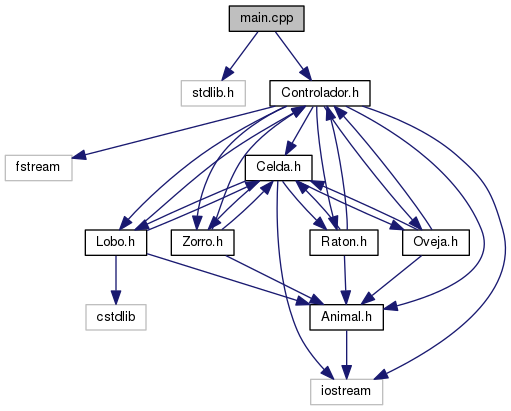 main.cpp
stdlib.h
Controlador.h
fstream
Celda.h
Lobo.h
Zorro.h
Raton.h
Oveja.h
cstdlib
Animal.h
iostream